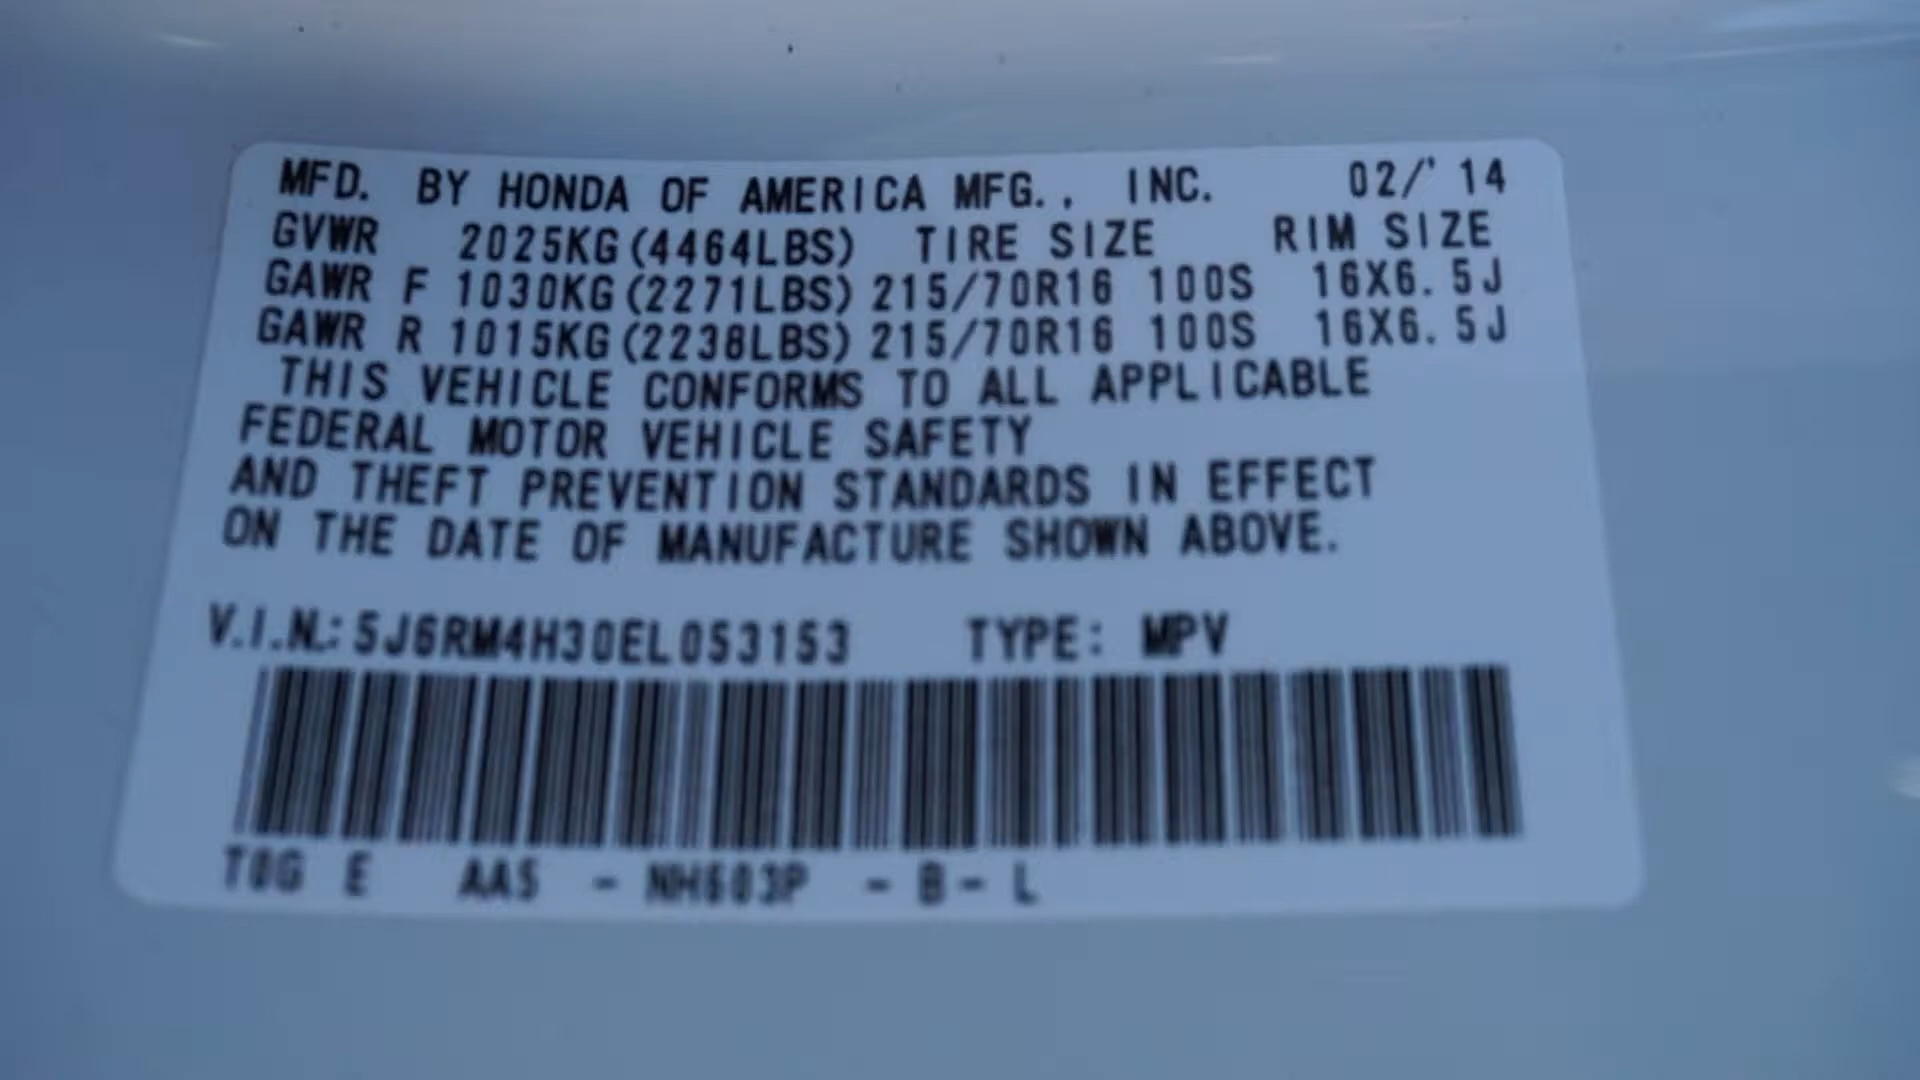 MFD. BY HONDA OF AMERICA MFG., INC. 02/'14
GVWR 2025KG(4464LBS) TIRE SIZE RIM SIZE
GAWR F 1030KG(2271LBS) 215/70R16 100S 16X6.5J
GAWR R 1015KG(2238LBS) 215/70R16 100S 16X6.5J
THIS VEHICLE CONFORMS TO ALL APPLICABLE
FEDERAL MOTOR VEHICLE SAFETY
AND THEFT PREVENTION STANDARDS IN EFFECT
ON THE DATE OF MANUFACTURE SHOWN ABOVE.
V.I.N.: 5J6RM4H30EL053153 TYPE: MPV
T0G E AA5 - NH603P - B - L